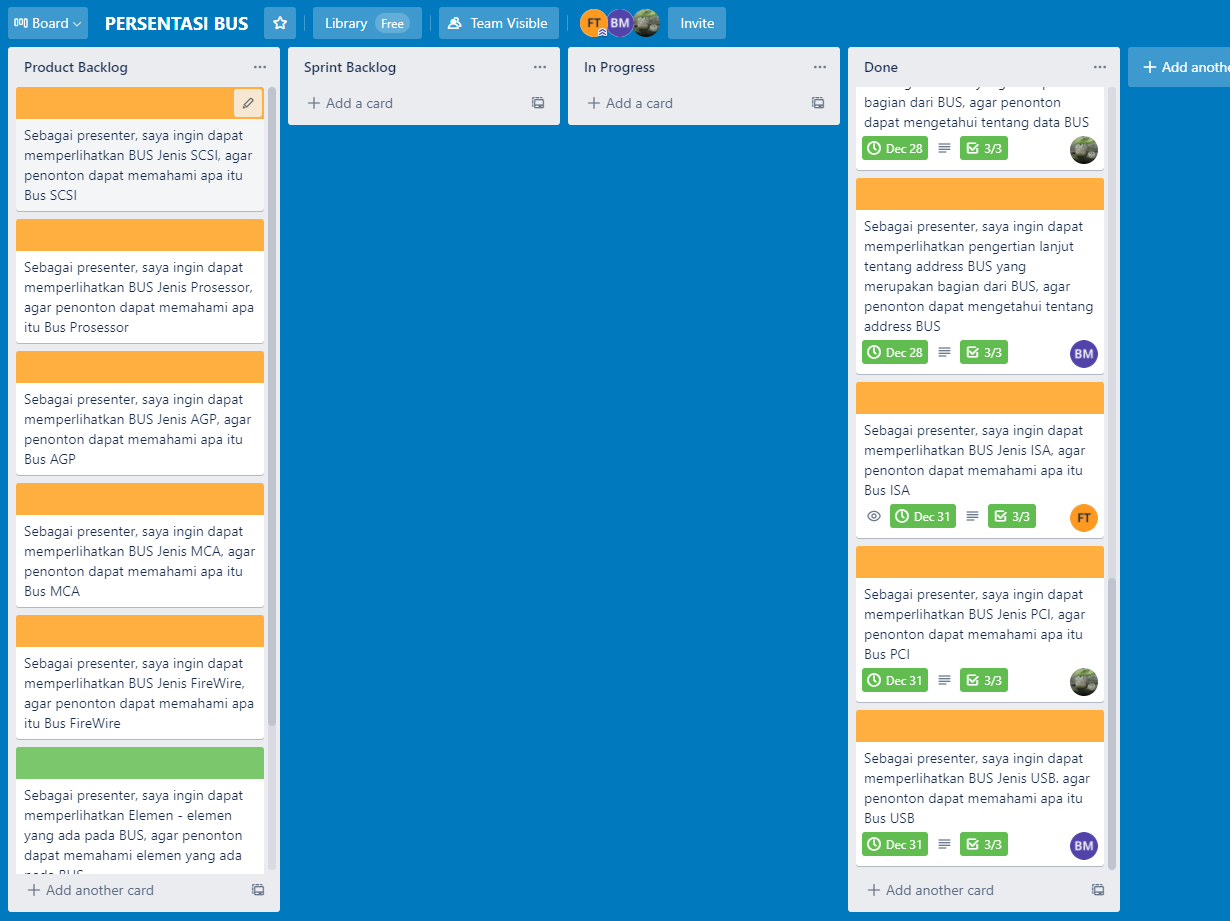 Board
PERSENTASI BUS
Library Free
Team Visible
FT
BM
Invite
Product Backlog
Sebagai presenter, saya ingin dapat
memperlihatkan BUS Jenis SCSI, agar
penonton dapat memahami apa itu
Bus SCSI
Sebagai presenter, saya ingin dapat
memperlihatkan BUS Jenis Prosessor,
agar penonton dapat memahami apa
itu Bus Prosessor
Sebagai presenter, saya ingin dapat
memperlihatkan BUS Jenis AGP, agar
penonton dapat memahami apa itu
Bus AGP
Sebagai presenter, saya ingin dapat
memperlihatkan BUS Jenis MCA, agar
penonton dapat memahami apa itu
Bus MCA
Sebagai presenter, saya ingin dapat
memperlihatkan BUS Jenis FireWire,
agar penonton dapat memahami apa
itu Bus FireWire
Sebagai presenter, saya ingin dapat
memperlihatkan Elemen - elemen
yang ada pada BUS, agar penonton
dapat memahami elemen yang ada
pada BUS
Add another card
Sprint Backlog
Add a card
In Progress
Add a card
Done
bagian dari BUS, agar penonton
dapat mengetahui tentang data BUS
Dec 28 3/3
Sebagai presenter, saya ingin dapat
memperlihatkan pengertian lanjut
tentang address BUS yang
merupakan bagian dari BUS, agar
penonton dapat mengetahui tentang
address BUS
Dec 28 3/3 BM
Sebagai presenter, saya ingin dapat
memperlihatkan BUS Jenis ISA, agar
penonton dapat memahami apa itu
Bus ISA
Dec 31 3/3 FT
Sebagai presenter, saya ingin dapat
memperlihatkan BUS Jenis PCI, agar
penonton dapat memahami apa itu
Bus PCI
Dec 31 3/3
Sebagai presenter, saya ingin dapat
memperlihatkan BUS Jenis USB. agar
penonton dapat memahami apa itu
Bus USB
Dec 31 3/3 BM
Add another card
Add anothe